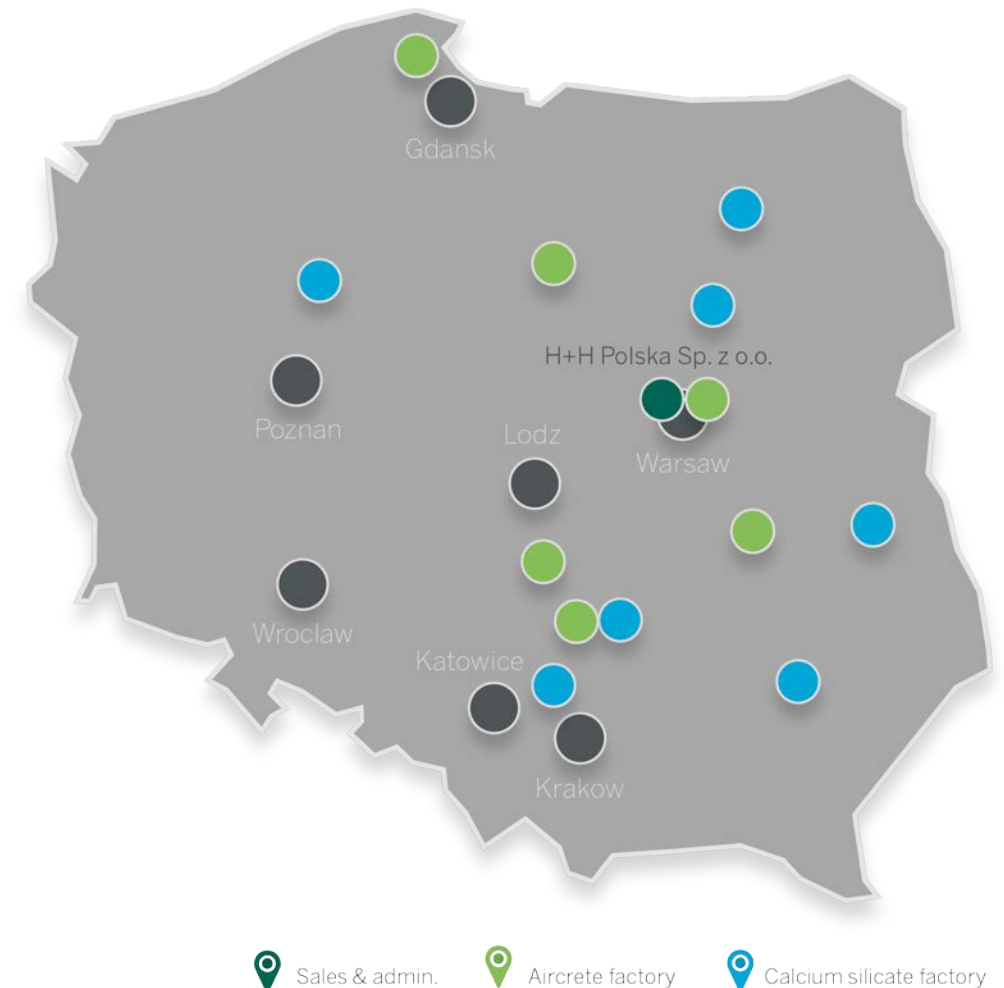 Gdansk
H+H Polska Sp. z o.o.
Poznan
Lodz
Warsaw
Wroclaw
Katowice
Krakow
Sales & admin.
Aircrete factory
Calcium silicate factory